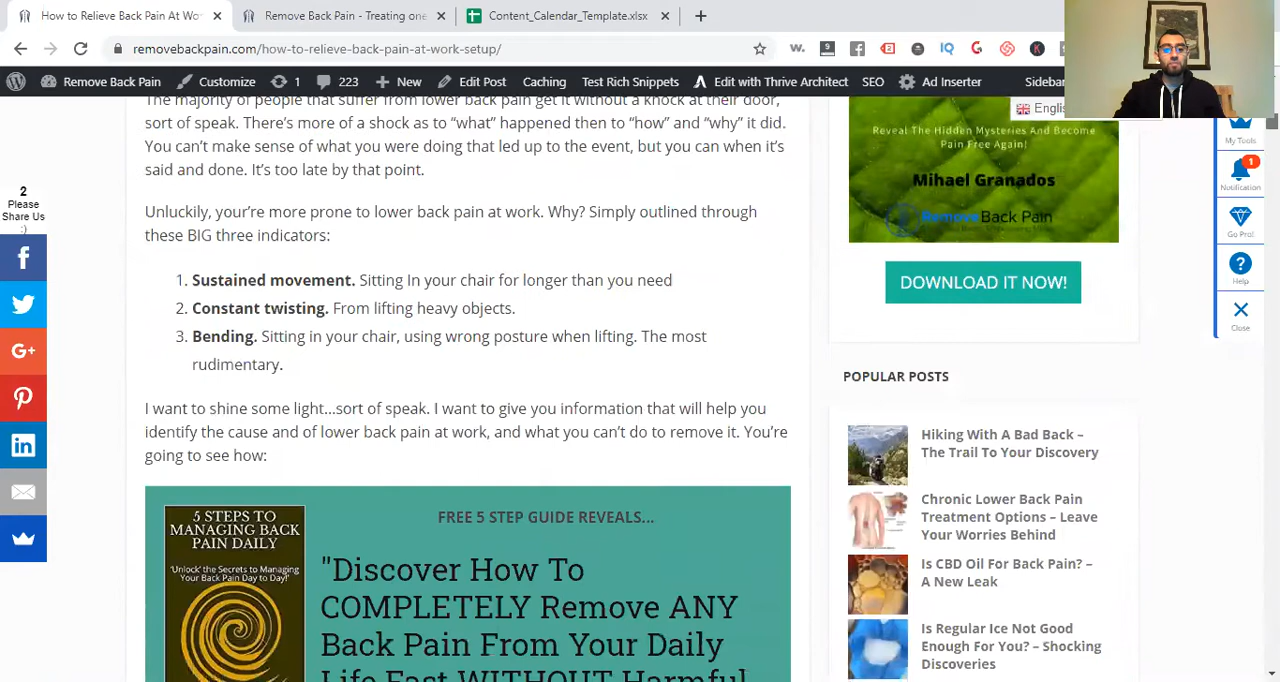 How to Relieve Back Pain At Wo
Remove Back Pain - Treating one
Content_Calendar_Template.xlsx
removebackpain.com/how-to-relieve-back-pain-at-work-setup/
w.
9
2
IQ
K
Remove Back Pain
Customize
1
223
New
Edit Post
Caching
Test Rich Snippets
Edit with Thrive Architect
SEO
Ad Inserter
Sidebar
The majority of people that suffer from lower back pain get it without a knock at their door,
sort of speak. There's more of a shock as to “what” happened then to “how” and “why” it did.
You can't make sense of what you were doing that led up to the event, but you can when it's
said and done. It's too late by that point.
Unluckily, your're more prone to lower back pain at work. Why? Simply outlined through
these BIG three indicators:
1. Sustained movement. Sitting In your chair for longer than you need
2. Constant twisting. From lifting heavy objects.
3. Bending. Sitting in your chair, using wrong posture when lifting. The most
rudimentary.
I want to shine some light...sort of speak. I want to give you information that will help you
identify the cause and of lower back pain at work, and what you can't do to remove it. You're
going to see how:
5 STEPS TO
MANAGING BACK
PAIN DAILY
'Unlock' the Secrets to Managing
Your Back Pain Day to Day!'
FREE 5 STEP GUIDE REVEALS...
"Discover How To
COMPLETELY Remove ANY
Back Pain From Your Daily
Life Fast WITHOUT Harmful
2
Please
Share Us
:)
G+
in
Englis
Reveal The Hidden Mysteries And Become
Pain Free Again!
Mihael Granados
Remove Back Pain
DOWNLOAD IT NOW!
POPULAR POSTS
Hiking With A Bad Back –
The Trail To Your Discovery
Chronic Lower Back Pain
Treatment Options – Leave
Your Worries Behind
Is CBD Oil For Back Pain? –
A New Leak
Is Regular Ice Not Good
Enough For You? – Shocking
Discoveries
My Tools
1
Notification
Go Pro!
Help
Close